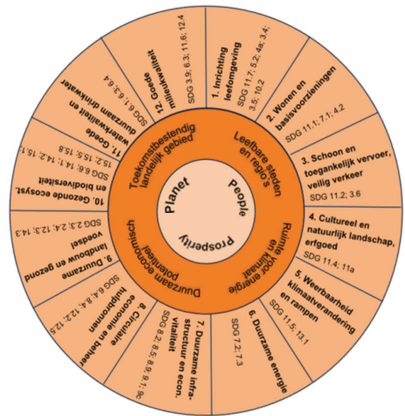 Planet
People
Prosperity
Leefbare steden
en regio's
Ruimte voor energie
en klimaat
Duurzaam economisch
potentieel
Toekomstbestendig
landelijk gebied
1. Inrichting
leefomgeving
SDG 11.7; 5.2; 4a; 3.4;
3.5; 10.2
2. Wonen en
basisvoorzieningen
SDG 11.1; 7.1; 4.2
3. Schoon en
toegankelijk vervoer,
veilig verkeer
SDG 11.2; 3.6
4. Cultureel en
natuurlijk landschap,
erfgoed
SDG 11.4; 11a
5. Weerbaarheid
klimaatverandering
en rampen
SDG 11.5; 13.1
6. Duurzame energie
SDG 7.2; 7.3
7. Duurzame infra-
structuur en econ.
vitaliteit
SDG 8.2; 8.5; 8.9; 9.1; 9c
8. Circulaire
economie en beheer
hulpbronnen
SDG 6.4; 8.4; 12.2; 12.5
9. Duurzame
landbouw en gezond
voedsel
SDG 2.2; 2.4; 2.3; 14.3
10. Gezonde ecosyst.
en biodiversiteit
SDG 6.6; 14.1; 14.2; 15.1;
15.2; 15.5; 15.8
11. Goede
waterkwaliteit en
duurzaam drinkwater
SDG 6.1; 6.3; 6.4
12. Goede
milieukwaliteit
SDG 3.9; 6.3; 11.6; 12.4